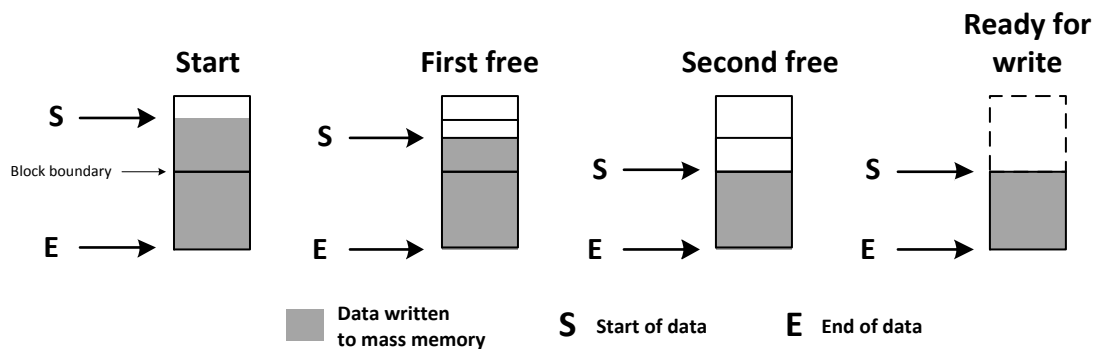 Start
First free
Second free
Ready for
write
S
S
S
S
Block boundary
E
E
E
E
Data written
to mass memory
S Start of data
E End of data